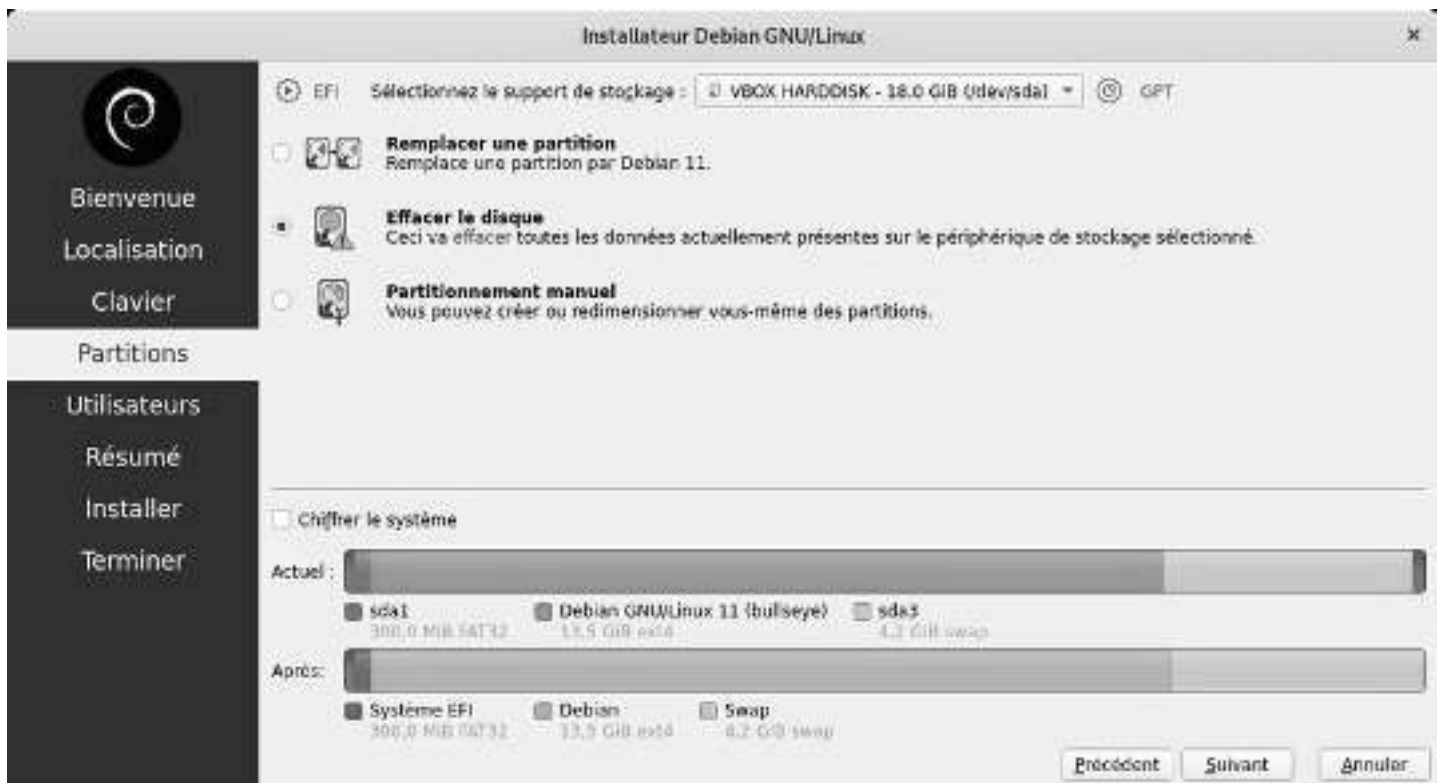 Installateur Debian GNU/Linux
Bienvenue
Localisation
Clavier
Partitions
Utilisateurs
Résumé
Installer
Terminer
EFI Sélectionnez le support de stockage : VBOX HARDDISK - 18.0 GiB (/dev/sda) GPT
Remplacer une partition
Remplace une partition par Debian 11.
Effacer le disque
Ceci va effacer toutes les données actuellement présentes sur le périphérique de stockage sélectionné.
Partitionnement manuel
Vous pouvez créer ou redimensionner vous-même des partitions.
Chiffrer le système
Actuel :
sda1 Debian GNU/Linux 11 (bullseye) sda3
300,0 MiB FAT32 13,5 GiB ext4 4,2 GiB swap
Après:
Système EFI Debian Swap
300,0 MiB FAT32 13,5 GiB ext4 4,2 GiB swap
Précédent Suivant Annuler